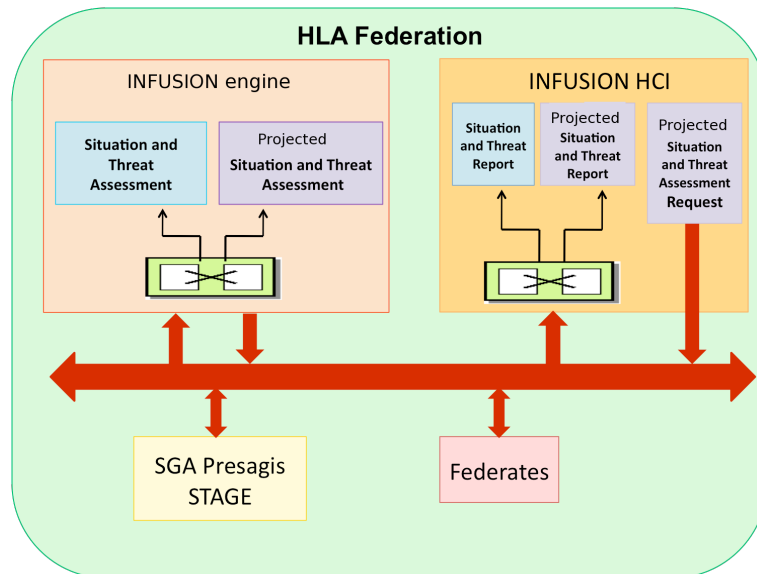 HLA Federation
INFUSION engine
Situation and
Threat
Assessment
Projected
Situation and Threat
Assessment
INFUSION HCI
Situation
and Threat
Report
Projected
Situation
and Threat
Report
Projected
Situation
and Threat
Assessment
Request
SGA Presagis
STAGE
Federates